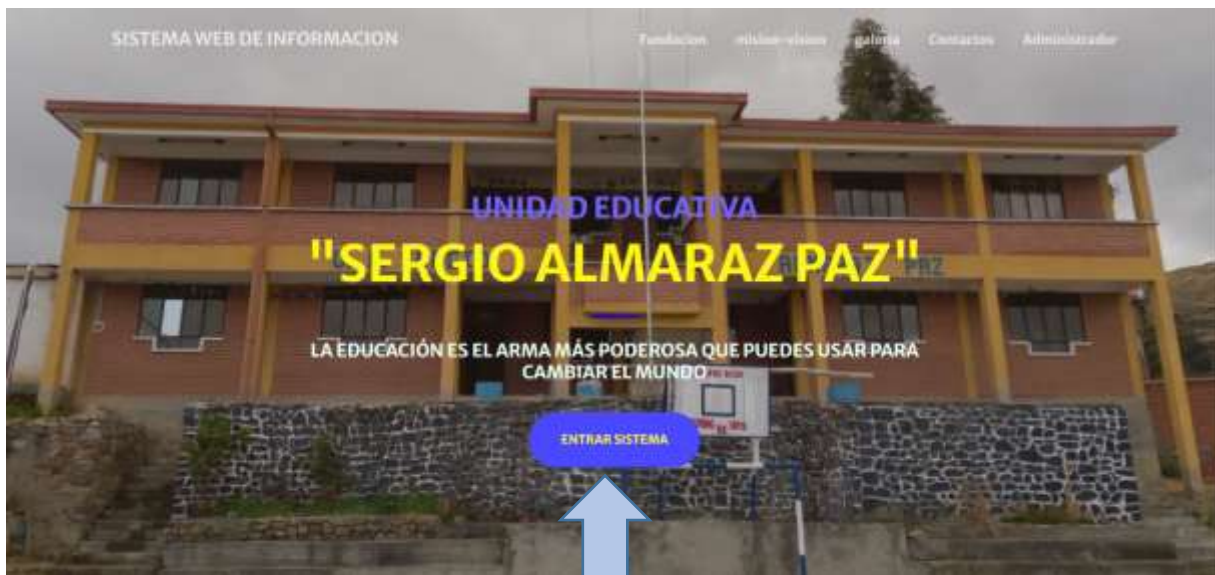 SISTEMA WEB DE INFORMACION
Fundacion mision-vision galeria Contactos Administrador
UNIDAD EDUCATIVA
"SERGIO ALMARAZ PAZ"
PAZ
LA EDUCACIÓN ES EL ARMA MÁS PODEROSA QUE PUEDES USAR PARA
CAMBIAR EL MUNDO
ENTRAR SISTEMA